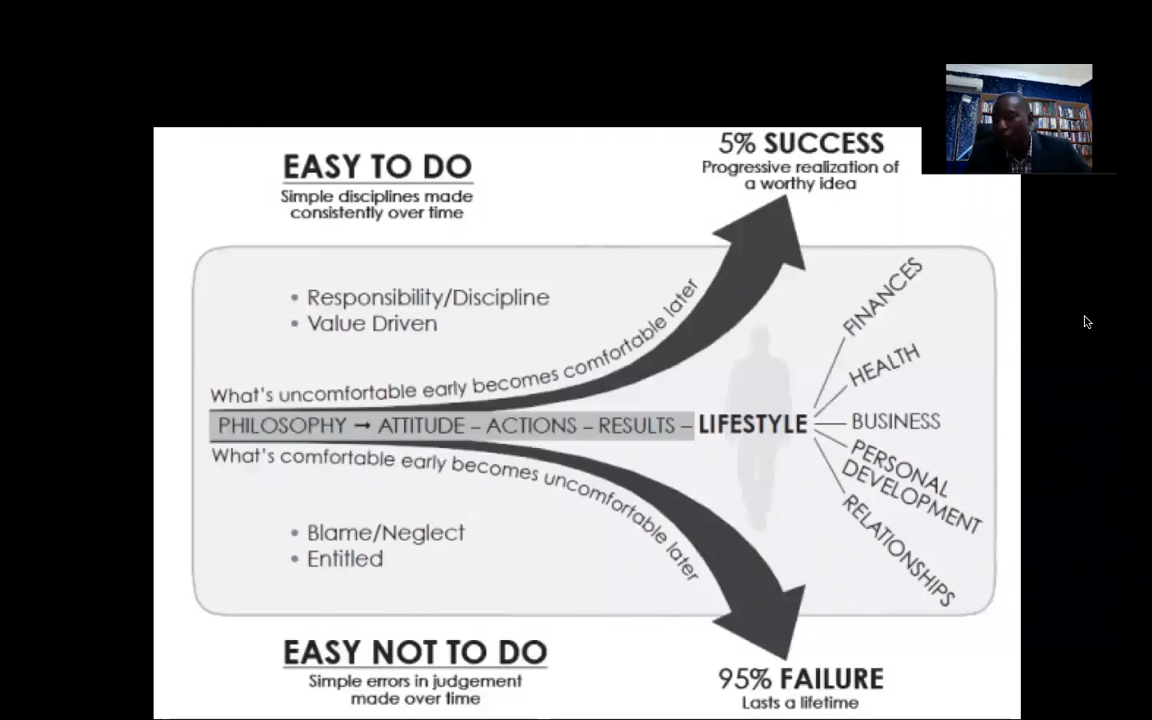 EASY TO DO
Simple disciplines made
consistently over time
5% SUCCESS
Progressive realization of
a worthy idea
• Responsibility/Discipline
• Value Driven
What's uncomfortable early becomes comfortable later
PHILOSOPHY → ATTITUDE – ACTIONS – RESULTS – LIFESTYLE
What's comfortable early becomes uncomfortable later
FINANCES
HEALTH
BUSINESS
PERSONAL
DEVELOPMENT
RELATIONSHIPS
• Blame/Neglect
• Entitled
EASY NOT TO DO
Simple errors in judgement
made over time
95% FAILURE
Lasts a lifetime